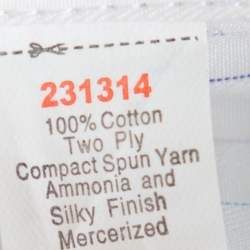 231314
100% Cotton
Two Ply
Compact Spun Yarn
Ammonia and
Silky Finish
Mercerized